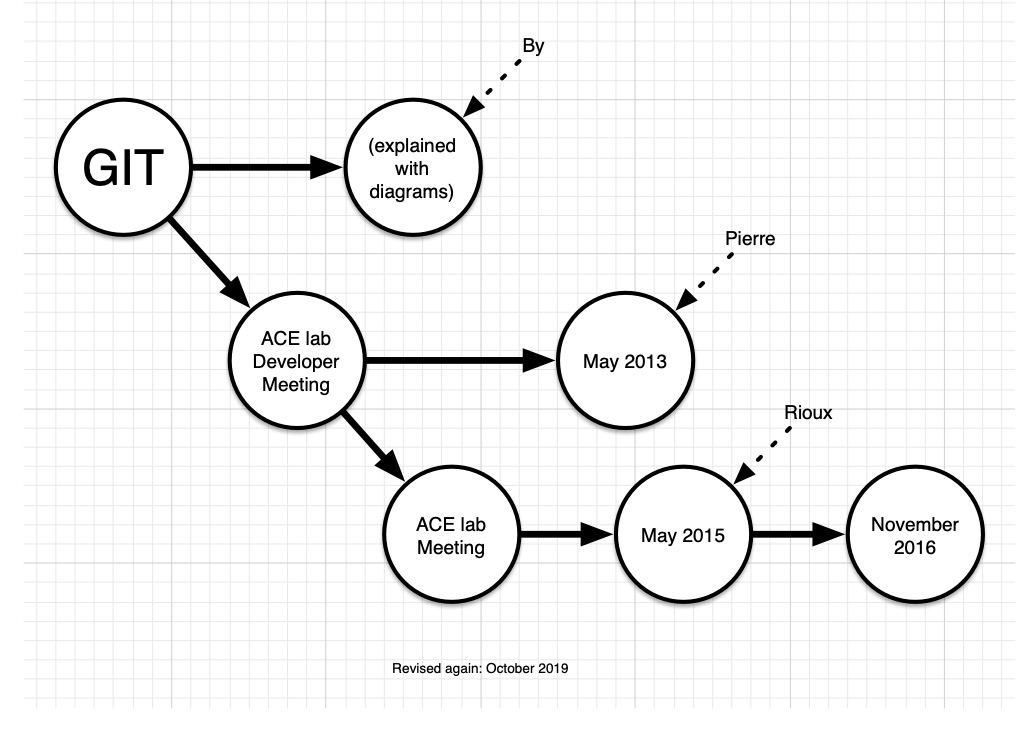 By
GIT
(explained
with
diagrams)
Pierre
ACE lab
Developer
Meeting
May 2013
Rioux
ACE lab
Meeting
May 2015
November
2016
Revised again: October 2019